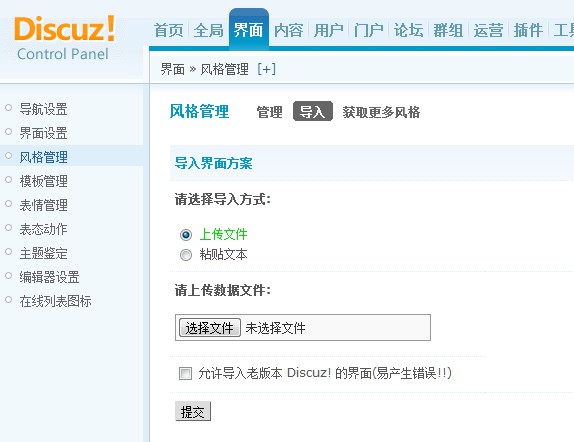 Discuz!
Control Panel
首页 全局 界面 内容 用户 门户 论坛 群组 运营 插件
界面 » 风格管理 [+]
导航设置
界面设置
风格管理
模板管理
表情管理
表态动作
主题鉴定
编辑器设置
在线列表图标
风格管理 管理 导入 获取更多风格
导入界面方案
请选择导入方式:
上传文件
粘贴文本
请上传数据文件:
选择文件 未选择文件
允许导入老版本 Discuz! 的界面(易产生错误!!)
提交